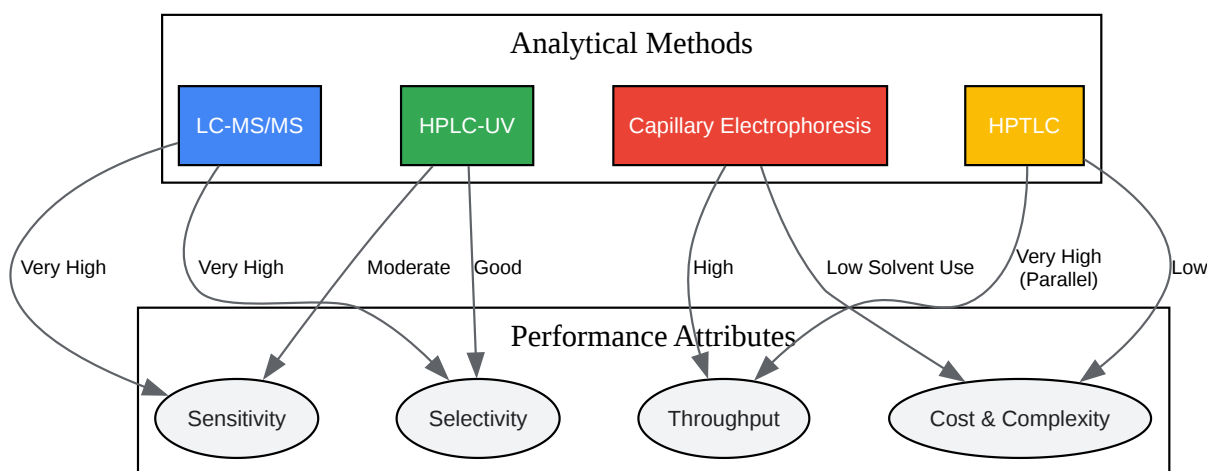 Analytical Methods
LC-MS/MS
HPLC-UV
Capillary Electrophoresis
HPTLC
Very High
Very High
Moderate
Good
High
Low Solvent Use
Very High
(Parallel)
Low
Performance Attributes
Sensitivity
Selectivity
Throughput
Cost & Complexity